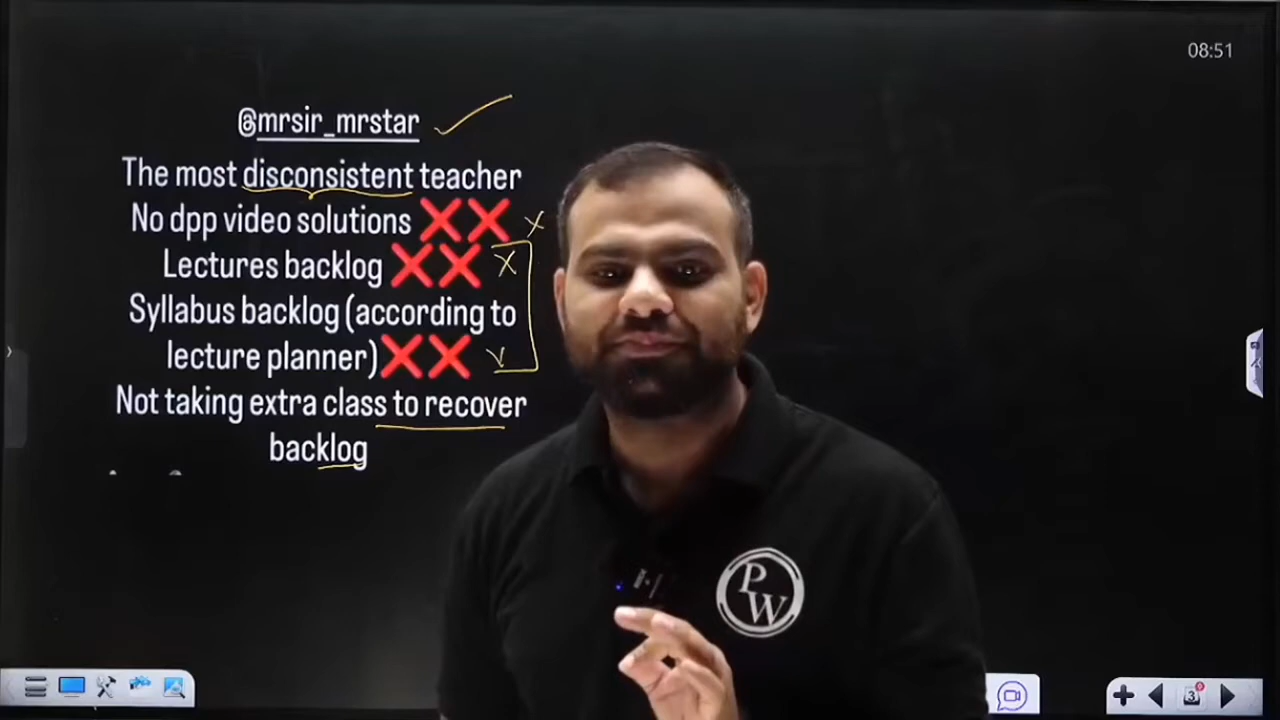 08:51
@mrsir_mrstar
The most disconsistent teacher
No dpp video solutions ❌❌
Lectures backlog ❌❌
Syllabus backlog (according to
lecture planner)❌❌
Not taking extra class to recover
backlog
PW
3